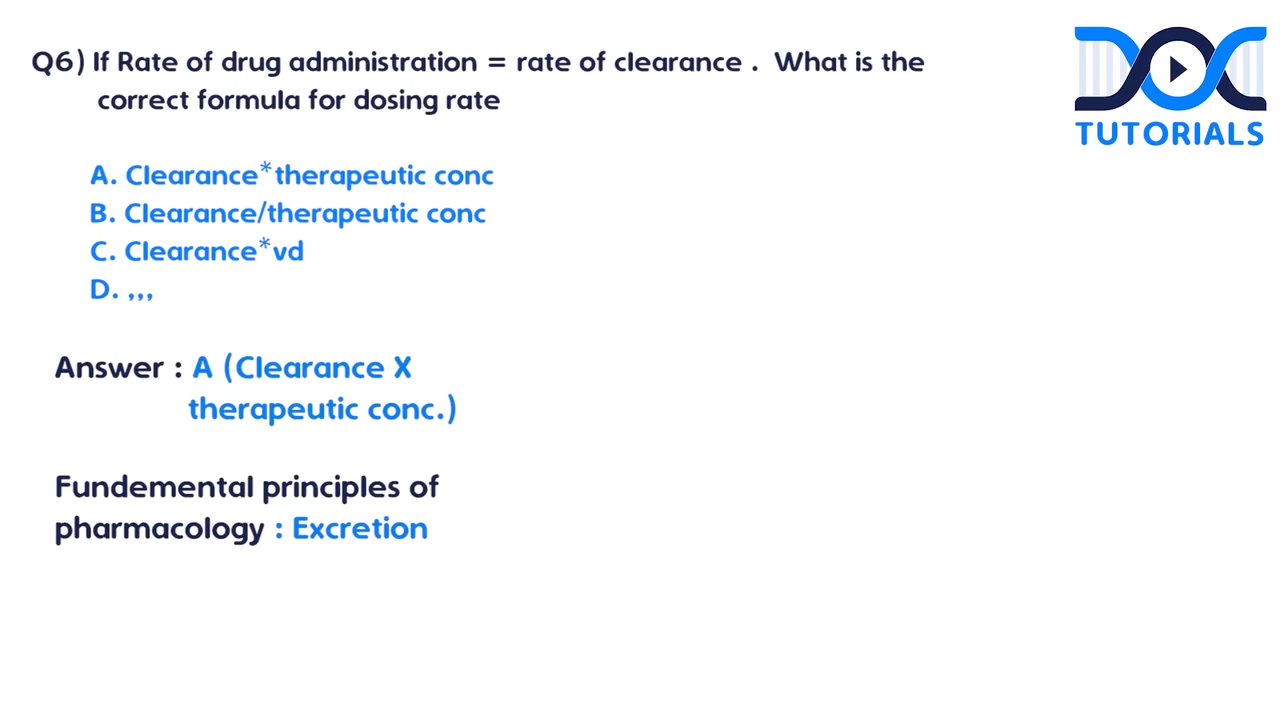 Q6) If Rate of drug administration = rate of clearance . What is the
correct formula for dosing rate
A. Clearance*therapeutic conc
B. Clearance/therapeutic conc
C. Clearance*vd
D. ,,,
Answer : A (Clearance X
therapeutic conc.)
Fundemental principles of
pharmacology : Excretion
DOC
TUTORIALS